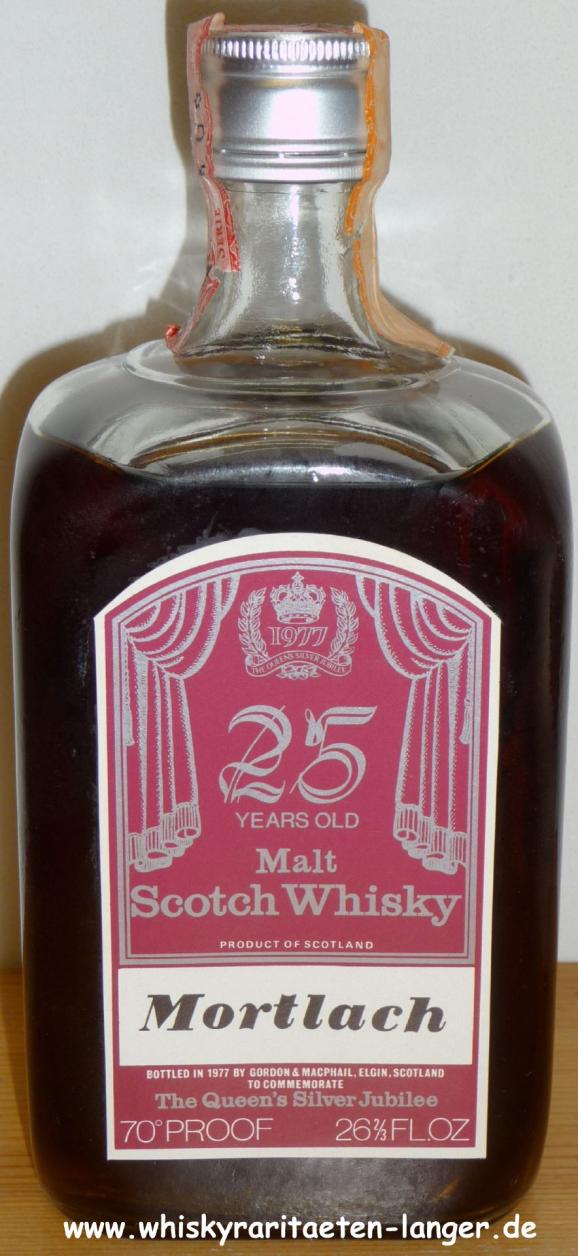 SERIE
1977
THE QUEEN'S SILVER JUBILEE
25
YEARS OLD
Malt
Scotch Whisky
PRODUCT OF SCOTLAND
Mortlach
BOTTLED IN 1977 BY GORDON & MACPHAIL, ELGIN, SCOTLAND
TO COMMEMORATE
The Queen's Silver Jubilee
70° PROOF 26⅔ FL.OZ
www.whiskyraritaeten-langer.de